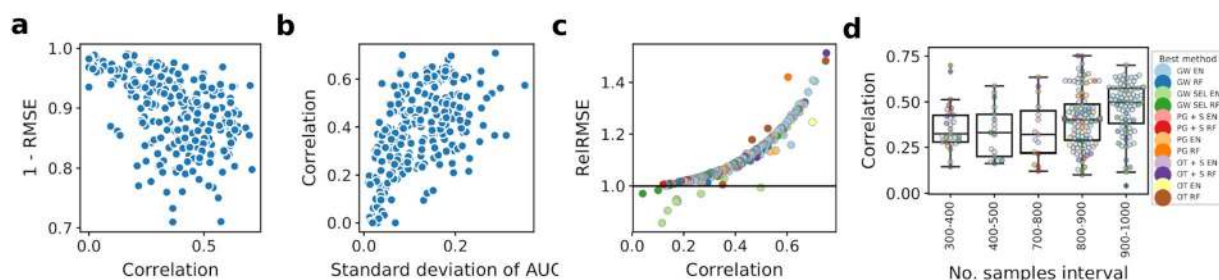 a
1.0
0.9
0.8
0.7
1 - RMSE
0.0
0.5
Correlation
b
0.6
0.4
0.2
0.0
Correlation
0.0
0.2
Standard deviation of AUC
c
1.4
1.2
1.0
RelRMSE
0.0
0.2
0.4
0.6
Correlation
d
0.75
0.50
0.25
0.00
Correlation
300-400
400-500
700-800
800-900
900-1000
No. samples interval
Best method
GW EN
GW RF
GW SEL EN
GW SEL RF
PG + S EN
PG + S RF
PG EN
PG RF
OT + S EN
OT + S RF
OT EN
OT RF